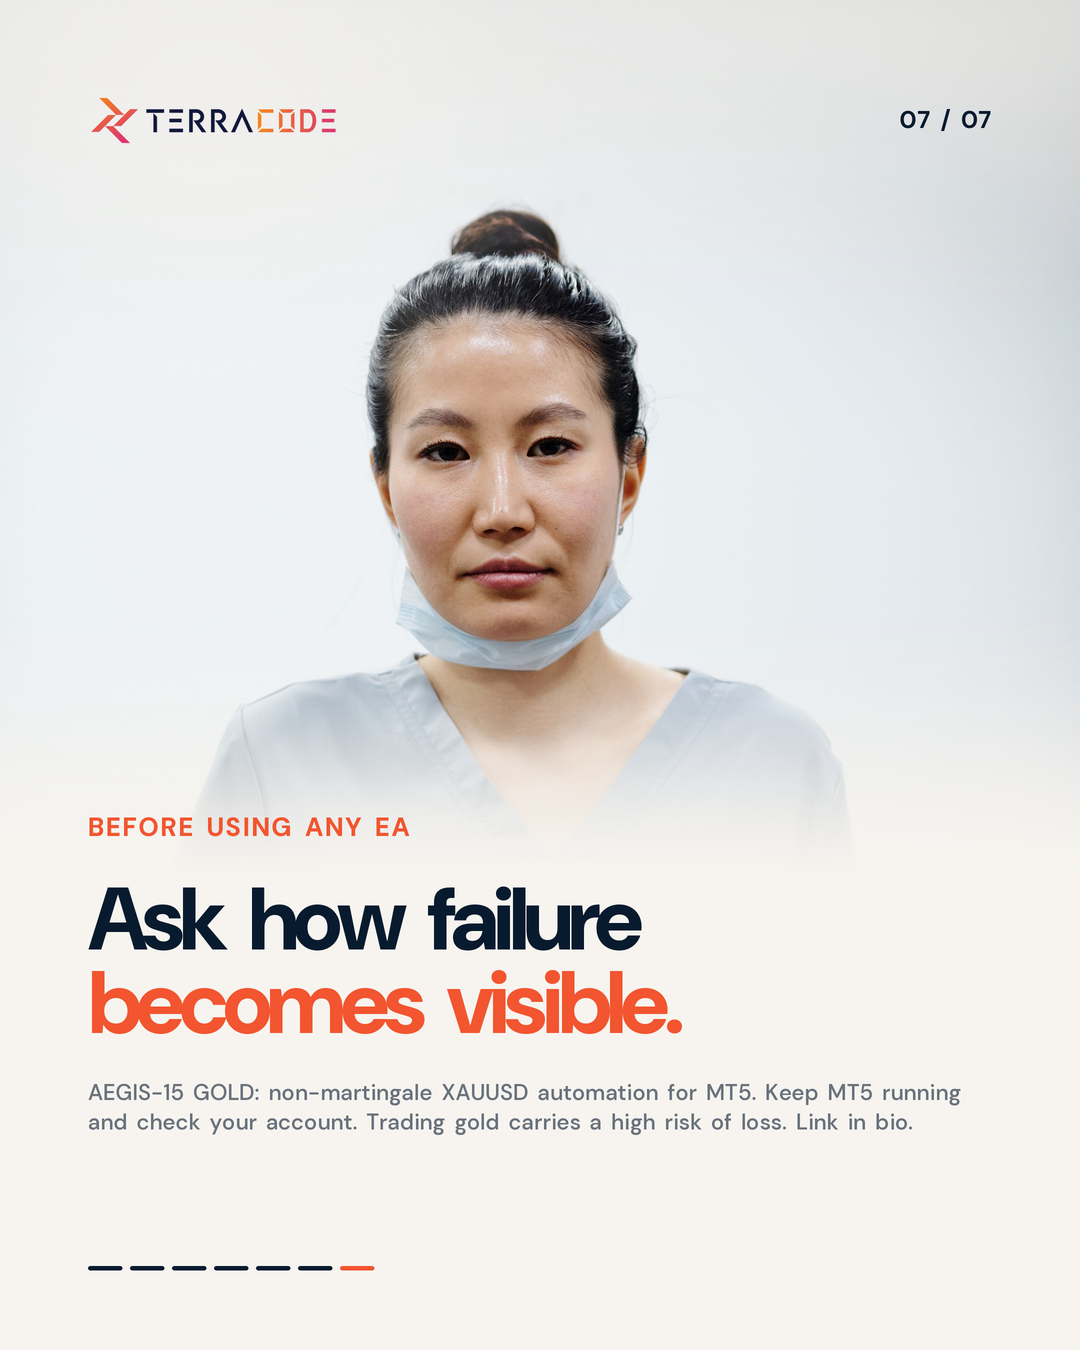 TERRACODE
07 / 07
BEFORE USING ANY EA
Ask how failure
becomes visible.
AEGIS-15 GOLD: non-martingale XAUUSD automation for MT5. Keep MT5 running
and check your account. Trading gold carries a high risk of loss. Link in bio.